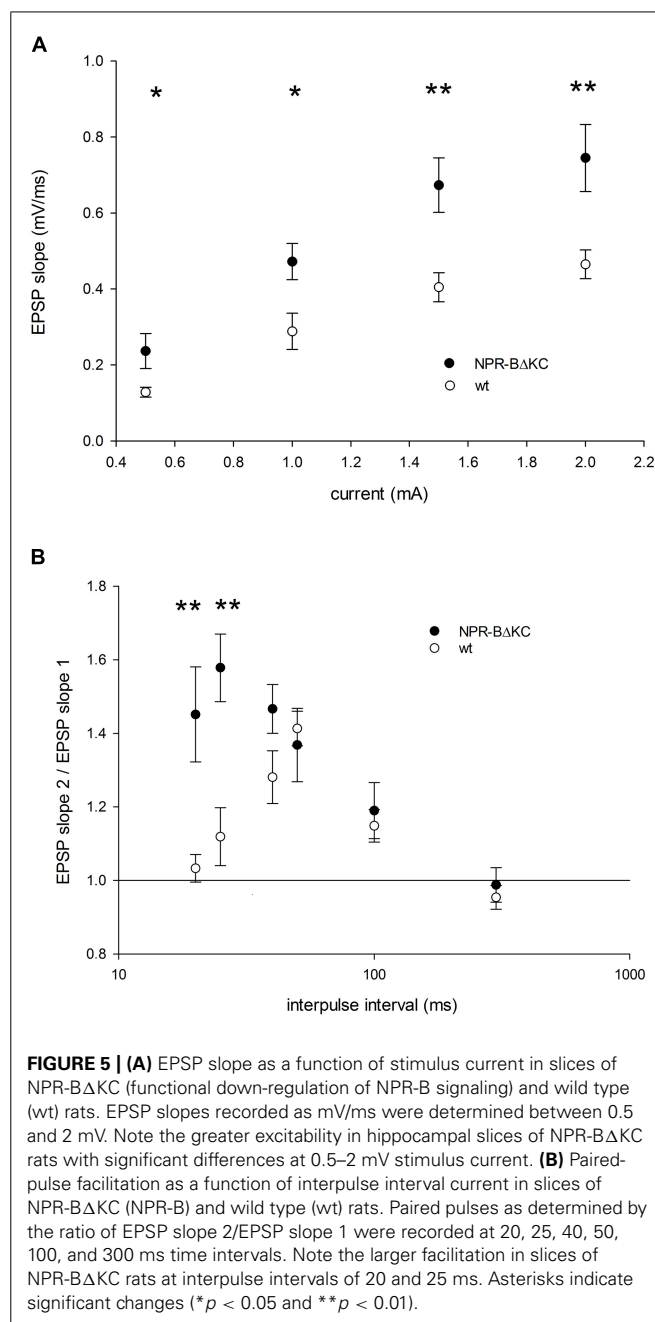 A
* * ** **
1.0
0.8
0.6
0.4
0.2
0.0
EPSP slope (mV/ms)
NPR-BΔKC
wt
0.4 0.6 0.8 1.0 1.2 1.4 1.6 1.8 2.0 2.2
current (mA)
B
** **
1.8
1.6
1.4
1.2
1.0
0.8
EPSP slope 2 / EPSP slope 1
NPR-BΔKC
wt
10 100 1000
interpulse interval (ms)
FIGURE 5 | (A) EPSP slope as a function of stimulus current in slices of
NPR-BΔKC (functional down-regulation of NPR-B signaling) and wild type
(wt) rats. EPSP slopes recorded as mV/ms were determined between 0.5
and 2 mV. Note the greater excitability in hippocampal slices of NPR-BΔKC
rats with significant differences at 0.5–2 mV stimulus current. (B) Paired-
pulse facilitation as a function of interpulse interval current in slices of
NPR-BΔKC (NPR-B) and wild type (wt) rats. Paired pulses as determined by
the ratio of EPSP slope 2/EPSP slope 1 were recorded at 20, 25, 40, 50,
100, and 300 ms time intervals. Note the larger facilitation in slices of
NPR-BΔKC rats at interpulse intervals of 20 and 25 ms. Asterisks indicate
significant changes (*p < 0.05 and **p < 0.01).